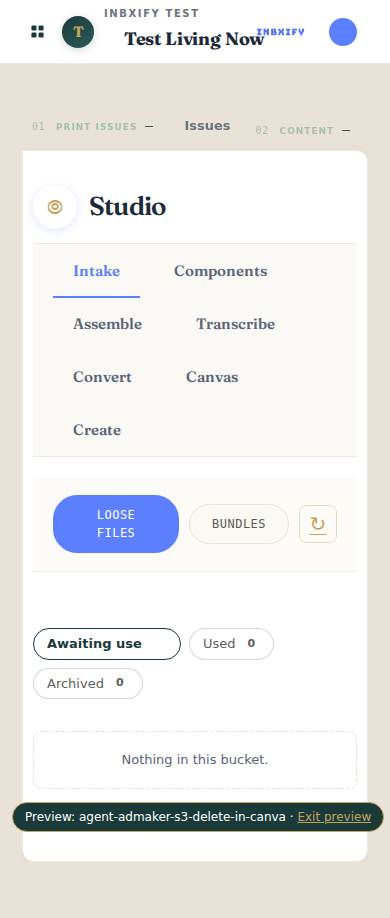 INBXIFY TEST
T
Test Living Now
INBXIFY
01 PRINT ISSUES —
Issues
02 CONTENT —
Studio
Intake
Components
Assemble
Transcribe
Convert
Canvas
Create
LOOSE
FILES
BUNDLES
↻
Awaiting use
Used 0
Archived 0
Nothing in this bucket.
Preview: agent-admaker-s3-delete-in-canva · Exit preview